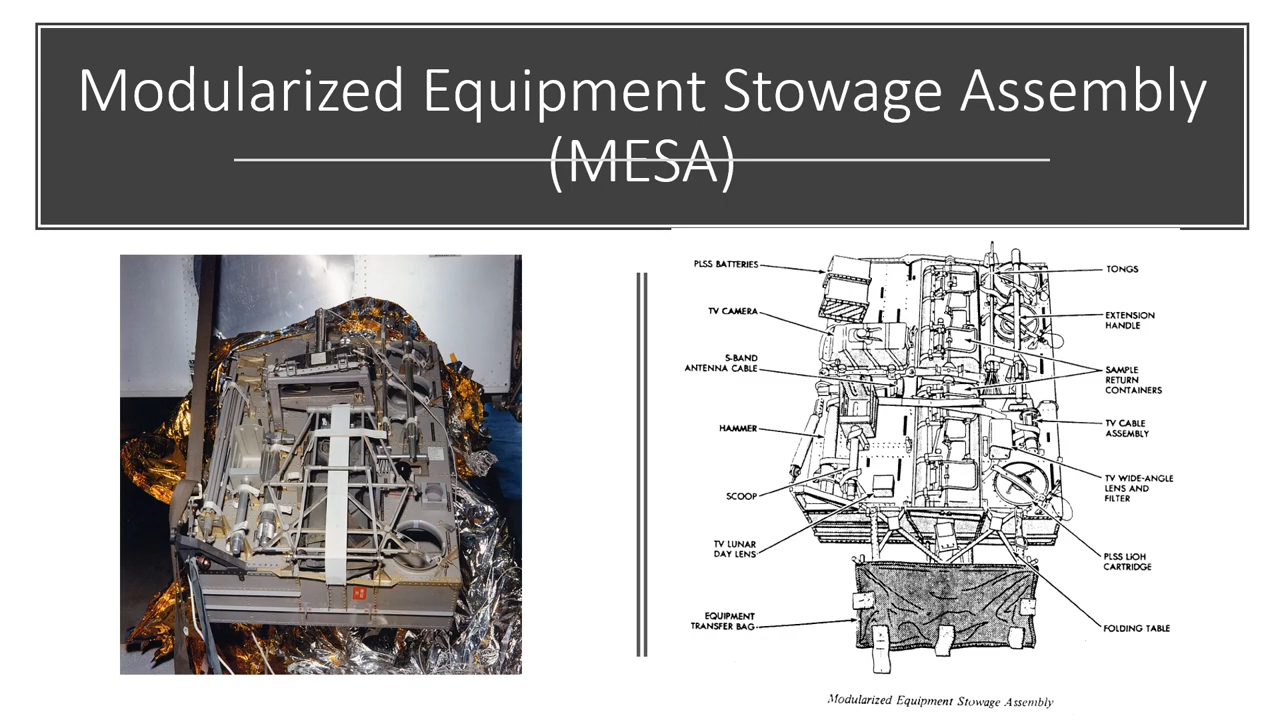 Modularized Equipment Stowage Assembly
(MESA)
PLSS BATTERIES
TV CAMERA
S-BAND
ANTENNA CABLE
HAMMER
SCOOP
TV LUNAR
DAY LENS
EQUIPMENT
TRANSFER BAG
TONGS
EXTENSION
HANDLE
SAMPLE
RETURN
CONTAINERS
TV CABLE
ASSEMBLY
TV WIDE-ANGLE
LENS AND
FILTER
PLSS LiOH
CARTRIDGE
FOLDING TABLE
Modularized Equipment Stowage Assembly